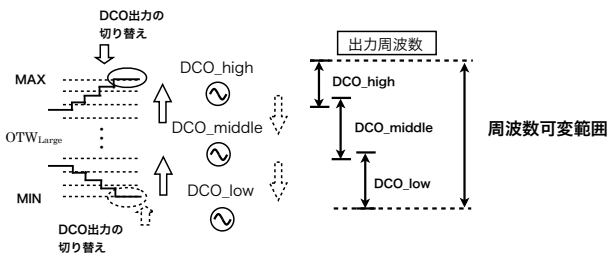 DCO出力の
切り替え
MAX
OTWLarge
MIN
DCO出力の
切り替え
DCO_high
DCO_middle
DCO_low
出力周波数
DCO_high
DCO_middle
DCO_low
周波数可変範囲